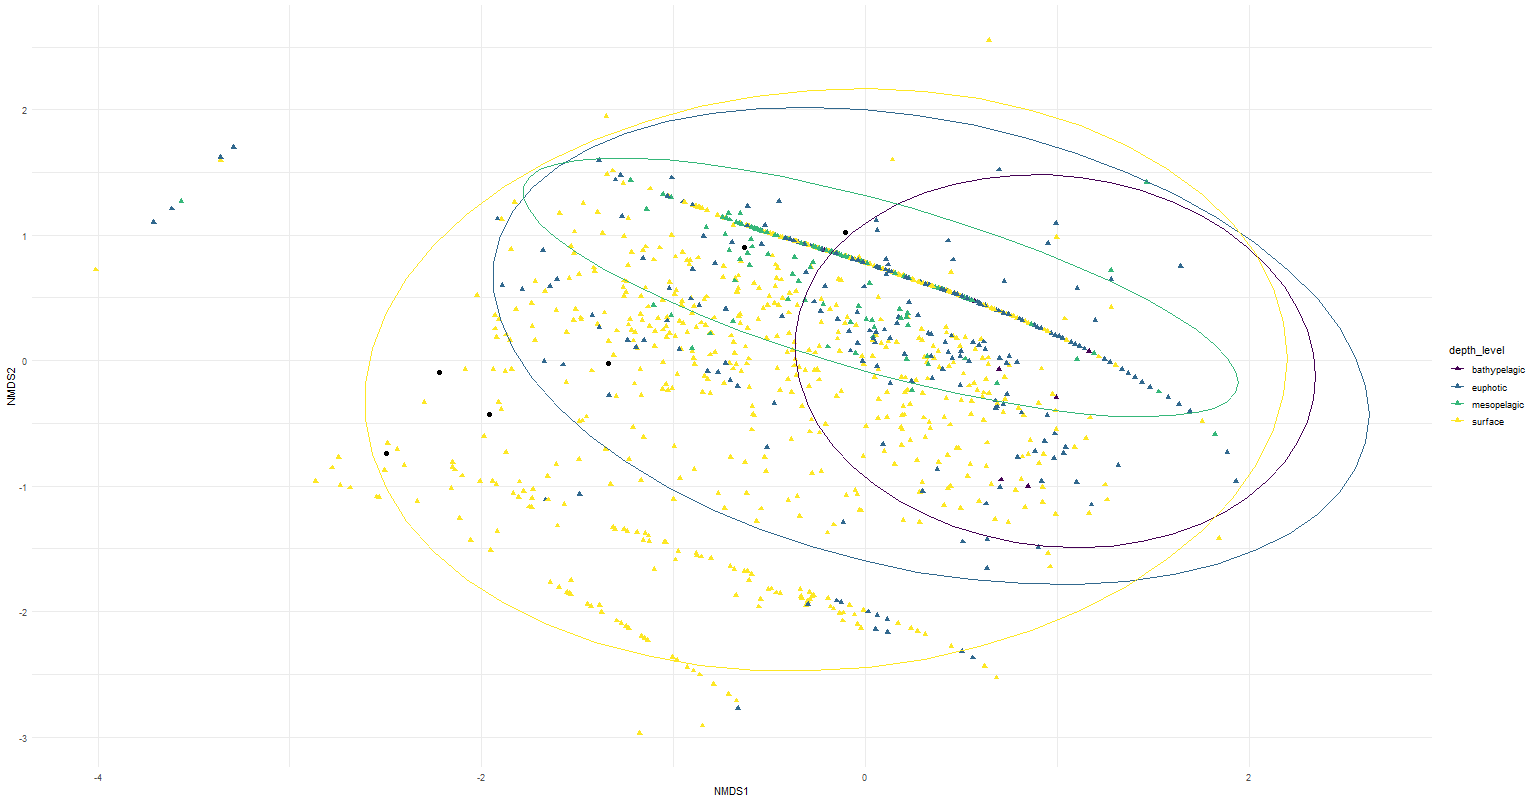 2
1
0
-1
-2
-3
NMDS2
-4
-2
0
2
NMDS1
depth_level
bathypelagic
euphotic
mesopelagic
surface